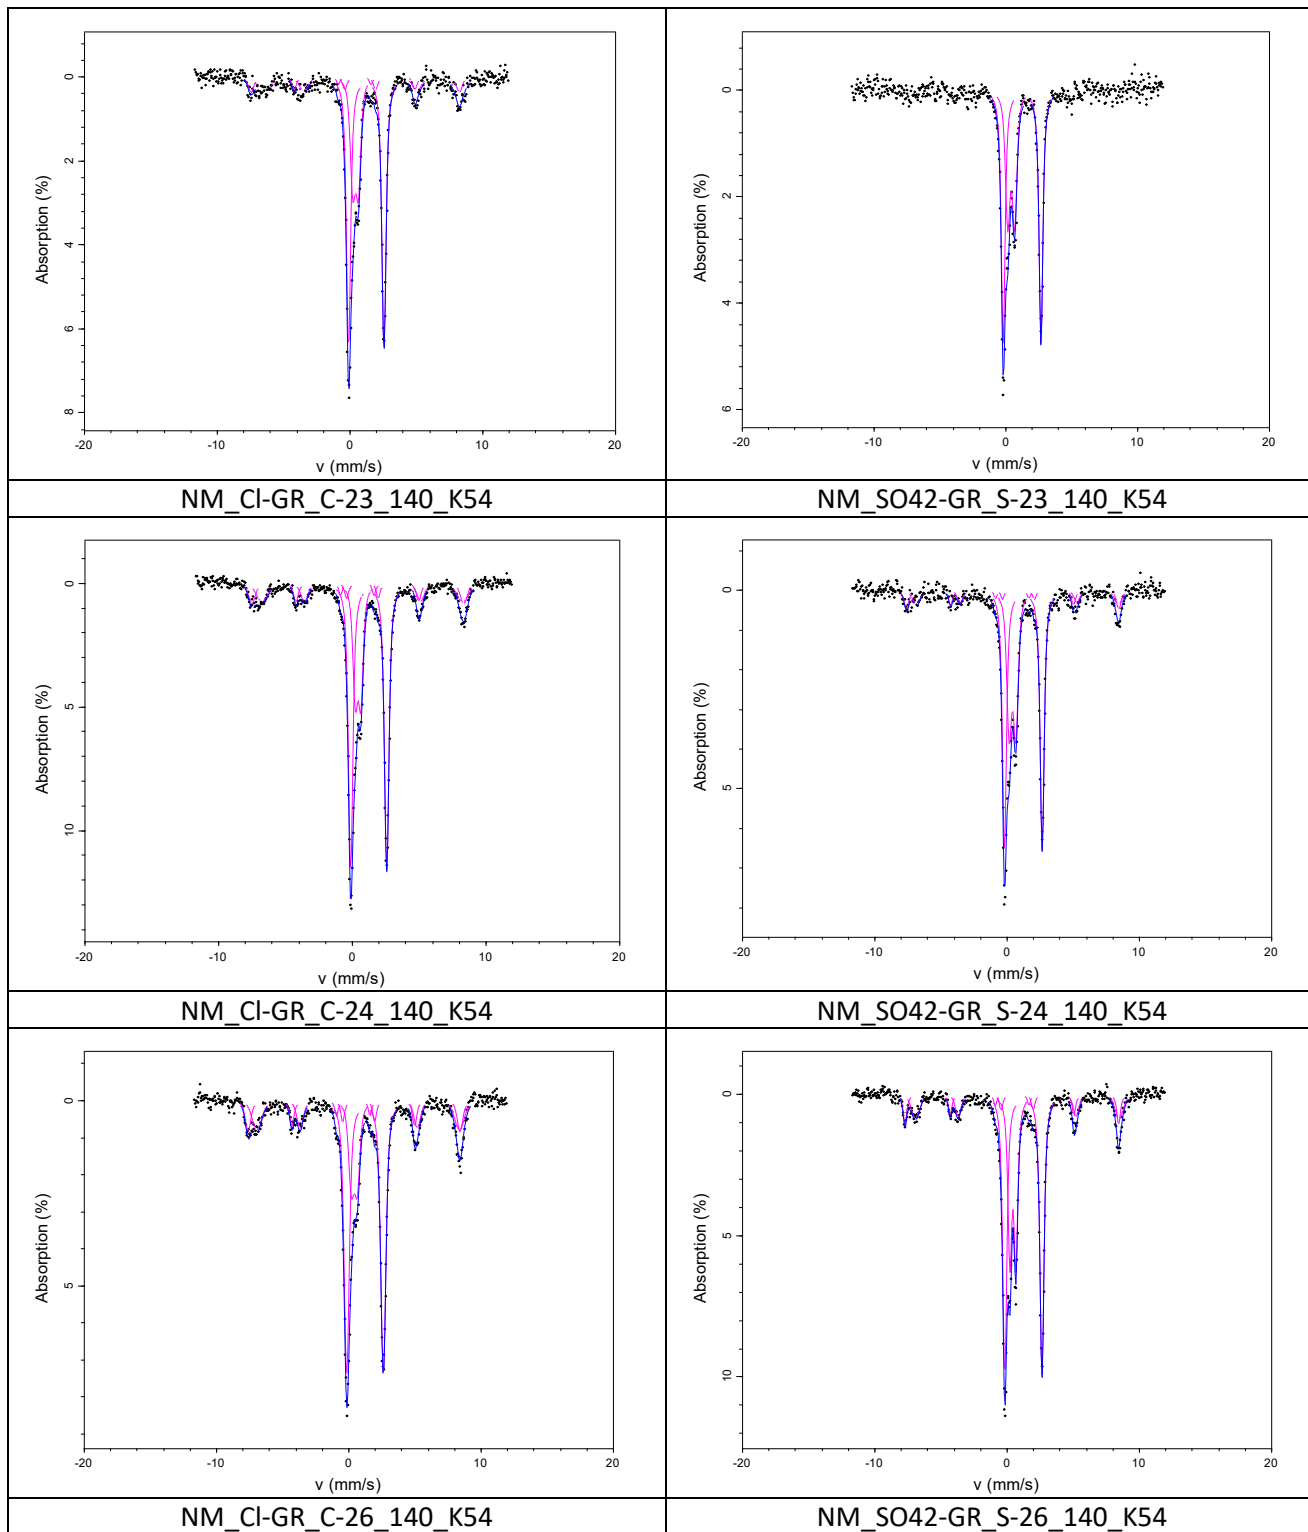 0
2
4
6
8
Absorption (%)
-20 -10 0 10 20
v (mm/s)
0
2
4
6
Absorption (%)
-20 -10 0 10 20
v (mm/s)
NM_Cl-GR_C-23_140_K54
NM_SO42-GR_S-23_140_K54
0
5
10
Absorption (%)
-20 -10 0 10 20
v (mm/s)
0
5
Absorption (%)
-20 -10 0 10 20
v (mm/s)
NM_Cl-GR_C-24_140_K54
NM_SO42-GR_S-24_140_K54
0
5
Absorption (%)
-20 -10 0 10 20
v (mm/s)
0
5
10
Absorption (%)
-20 -10 0 10 20
v (mm/s)
NM_Cl-GR_C-26_140_K54
NM_SO42-GR_S-26_140_K54